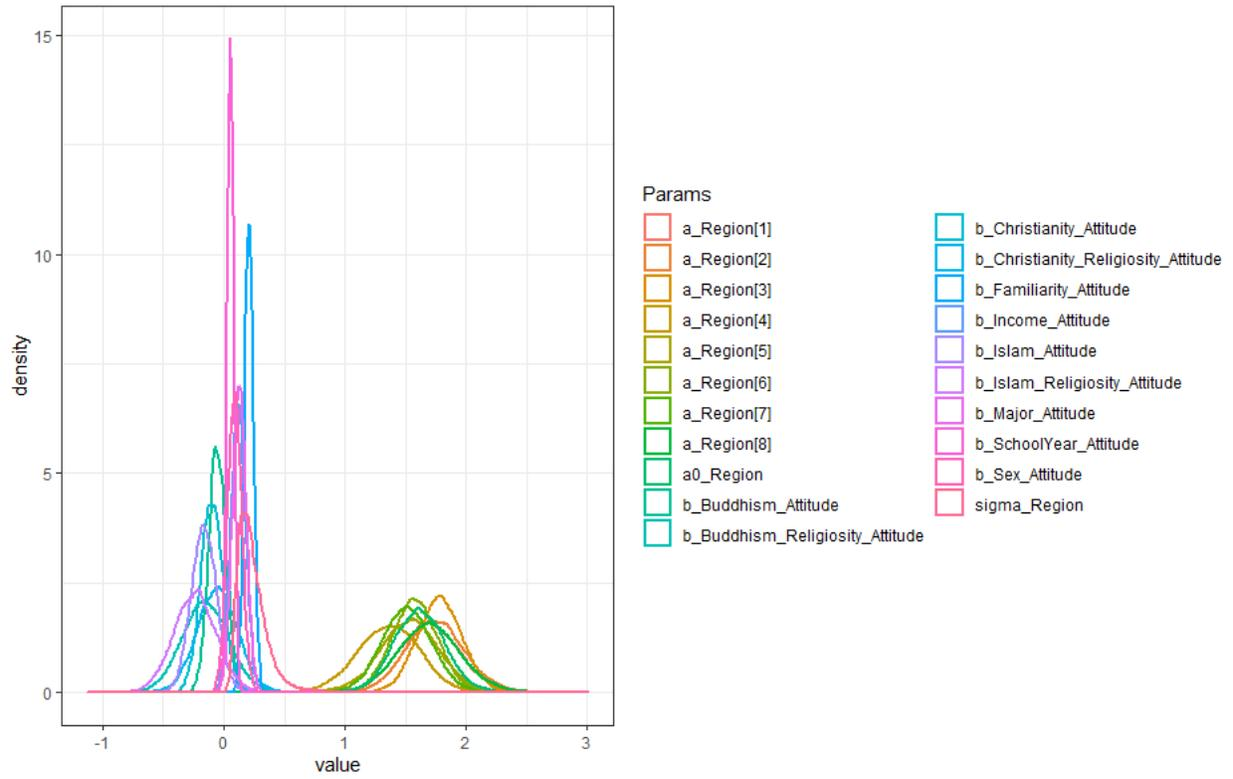 15
10
5
0
density
-1
0
1
2
3
value
Params
a_Region[1]
a_Region[2]
a_Region[3]
a_Region[4]
a_Region[5]
a_Region[6]
a_Region[7]
a_Region[8]
a0_Region
b_Buddhism_Attitude
b_Buddhism_Religiosity_Attitude
b_Christianity_Attitude
b_Christianity_Religiosity_Attitude
b_Familiarity_Attitude
b_Income_Attitude
b_Islam_Attitude
b_Islam_Religiosity_Attitude
b_Major_Attitude
b_SchoolYear_Attitude
b_Sex_Attitude
sigma_Region